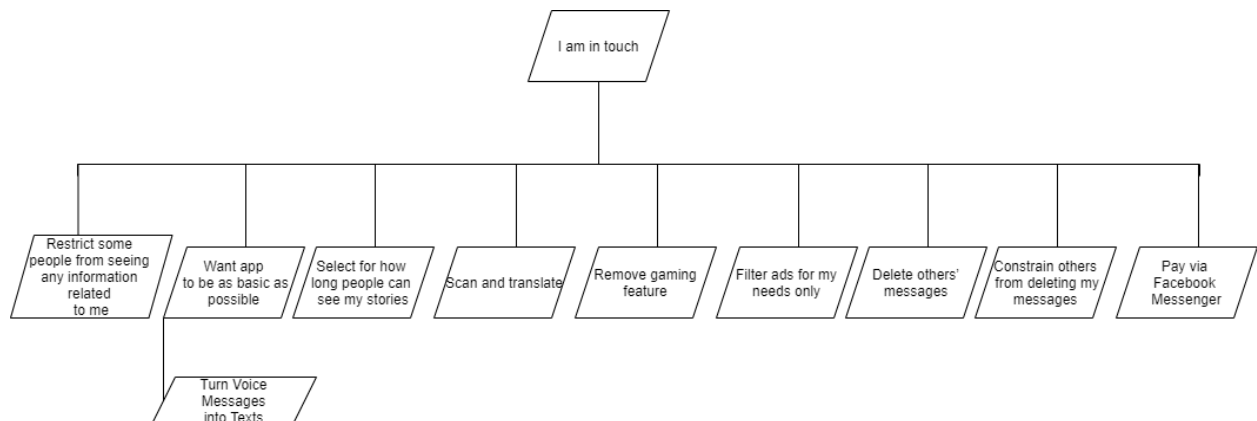 I am in touch
Restrict some
people from seeing
any information
related
to me
Want app
to be as basic as
possible
Select for how
long people can
see my stories
Scan and translate
Remove gaming
feature
Filter ads for my
needs only
Delete others’
messages
Constrain others
from deleting my
messages
Pay via
Facebook
Messenger
Turn Voice
Messages
into Texts